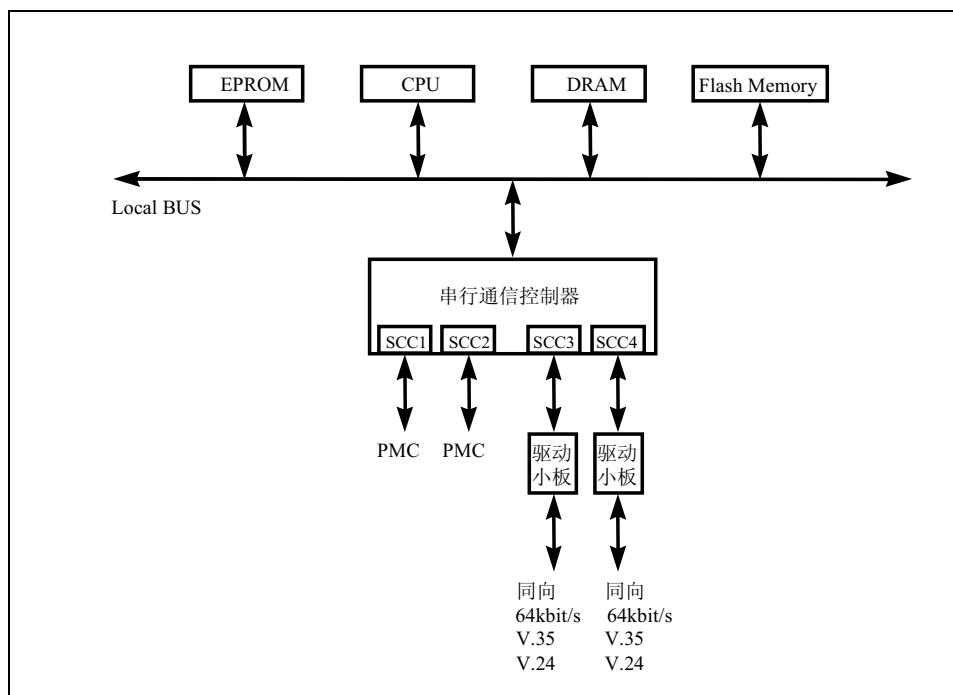 EPROM
CPU
DRAM
Flash Memory
Local BUS
串行通信控制器
SCC1
SCC2
SCC3
SCC4
PMC
PMC
驱动
小板
驱动
小板
同向
64kbit/s
V.35
V.24
同向
64kbit/s
V.35
V.24